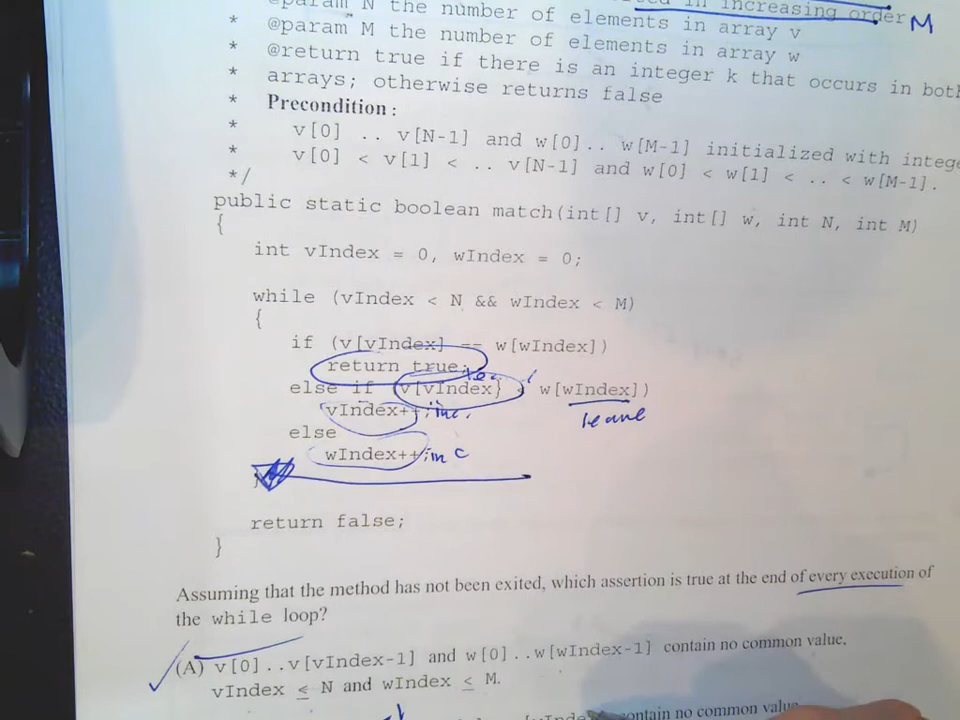 in increasing order M
* @param N the number of elements in array v
* @param M the number of elements in array w
* @return true if there is an integer k that occurs in both
* arrays; otherwise returns false
* Precondition:
* v[0] .. v[N-1] and w[0].. w[M-1] initialized with intege
* v[0] < v[1] < .. v[N-1] and w[0] < w[1] < .. < w[M-1].
*/
public static boolean match(int[] v, int[] w, int N, int M)
{
int vIndex = 0, wIndex = 0;
while (vIndex < N && wIndex < M)
{
if (v[vIndex] == w[wIndex])
return true;
else if (v[vIndex} < w[wIndex])
vIndex++; inc,
else
wIndex++; inc
}
return false;
}
Assuming that the method has not been exited, which assertion is true at the end of every execution of
the while loop?
(A) v[0]..v[vIndex-1] and w[0]..w[wIndex-1] contain no common value,
vIndex ≤ N and wIndex ≤ M.
contain no common value